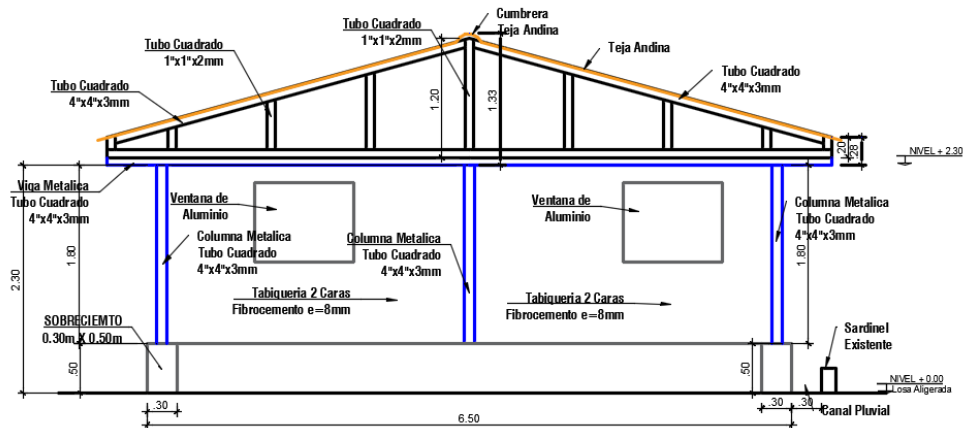 Cumbrera
Teja Andina
Tubo Cuadrado
1"x1"x2mm
Tubo Cuadrado
1"x1"x2mm
Teja Andina
Tubo Cuadrado
4"x4"x3mm
Tubo Cuadrado
4"x4"x3mm
1.20
1.33
.20
.28
NIVEL + 2.30
Viga Metalica
Tubo Cuadrado
4"x4"x3mm
Ventana de
Aluminio
Ventana de
Aluminio
Columna Metalica
Tubo Cuadrado
4"x4"x3mm
Columna Metalica
Tubo Cuadrado
4"x4"x3mm
Columna Metalica
Tubo Cuadrado
4"x4"x3mm
2.30
1.80
1.80
Tabiqueria 2 Caras
Fibrocemento e=8mm
Tabiqueria 2 Caras
Fibrocemento e=8mm
SOBRECIEMTO
0.30m X 0.50m
Sardinel
Existente
.50
.50
NIVEL + 0.00
Losa Aligerada
.30
.30
.30
Canal Pluvial
6.50